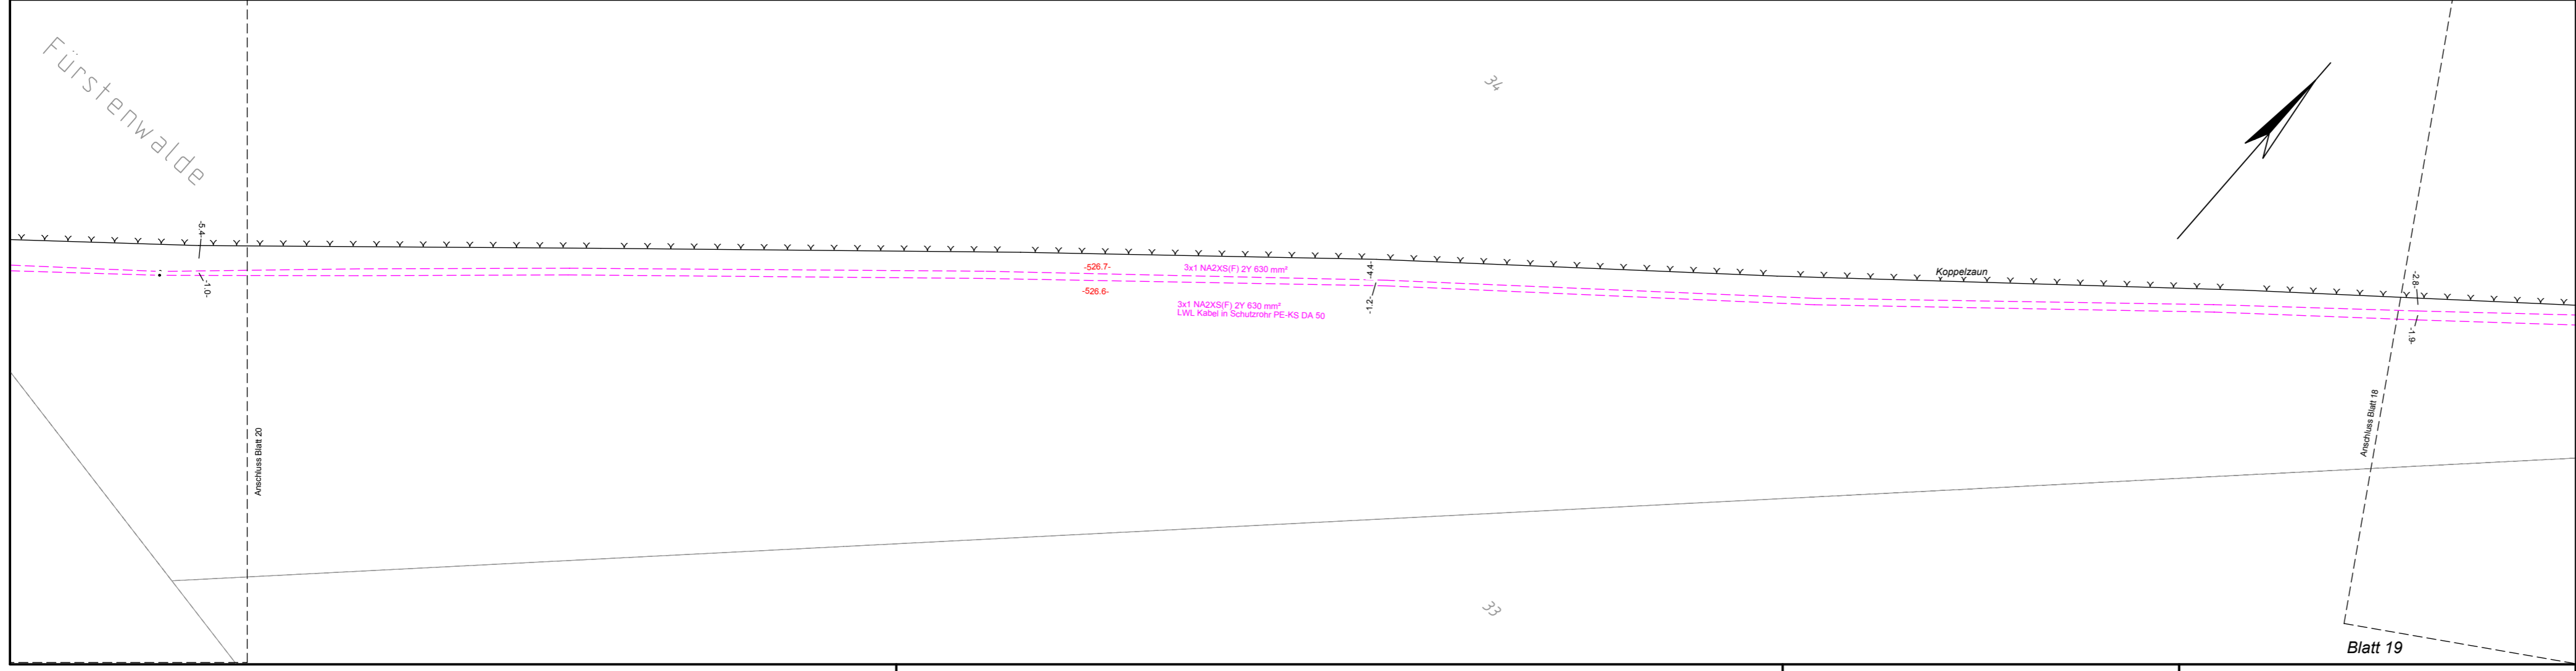 Fürstenwalde
34
-5.4-
-1.0-
Anschluss Blatt 20
-526.7-
3x1 NA2XS(F) 2Y 630 mm²
-526.6-
3x1 NA2XS(F) 2Y 630 mm²
LWL Kabel in Schutzrohr PE-KS DA 50
-4.4-
-1.2-
Koppelzaun
-2.8-
-1.9-
Anschluss Blatt 18
33
Blatt 19